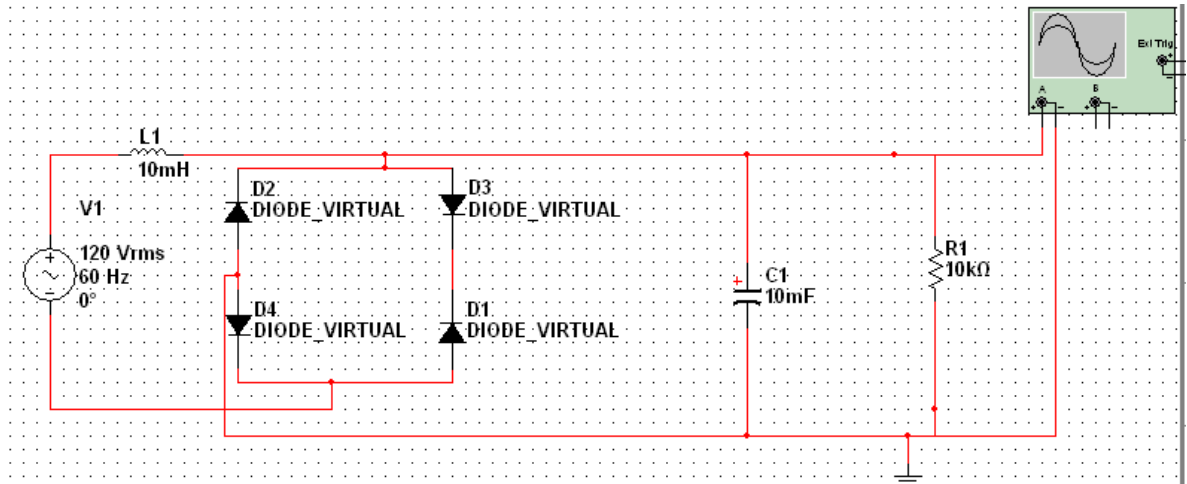 Ext Trig
+
-
A
B
+ - + -
L1
10mH
V1
+
120 Vrms
60 Hz
0°
-
D2
DIODE_VIRTUAL
D3
DIODE_VIRTUAL
D4
DIODE_VIRTUAL
D1
DIODE_VIRTUAL
+
C1
10mF
R1
10kΩ